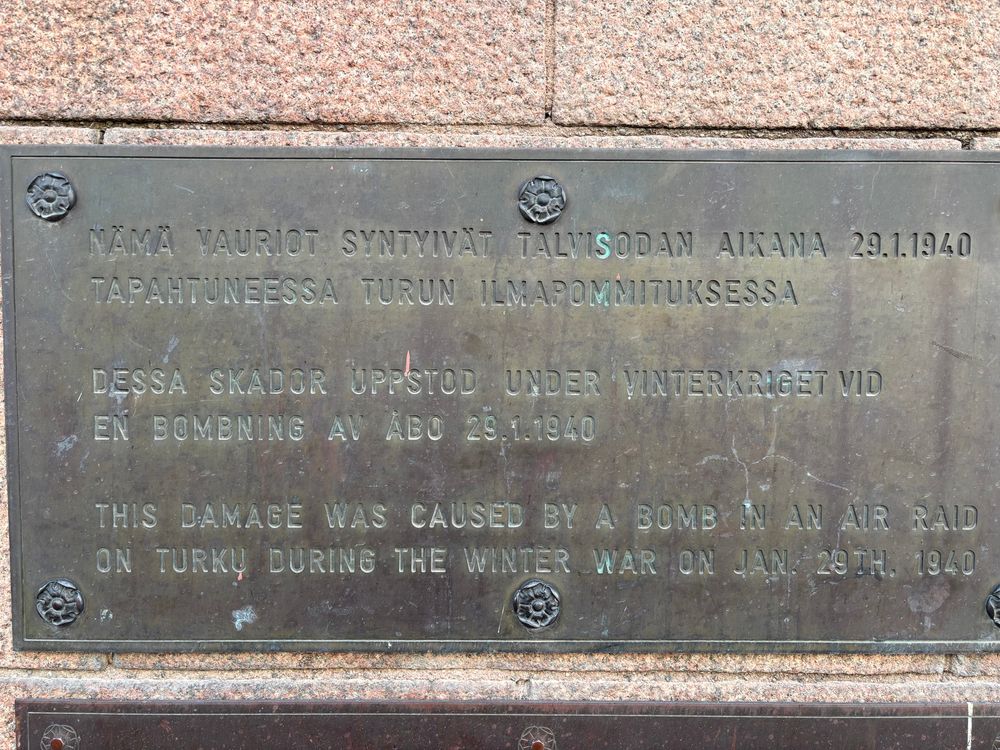 NÄMÄ VAURIOT SYNTYIVÄT TALVISODAN AIKANA 29.1.1940
TAPAHTUNEESSA TURUN ILMAPOMMITUKSESSA
DESSA SKADOR UPPSTOD UNDER VINTERKRIGET VID
EN BOMBNING AV ÅBO 29.1.1940
THIS DAMAGE WAS CAUSED BY A BOMB IN AN AIR RAID
ON TURKU DURING THE WINTER WAR ON JAN. 29TH. 1940